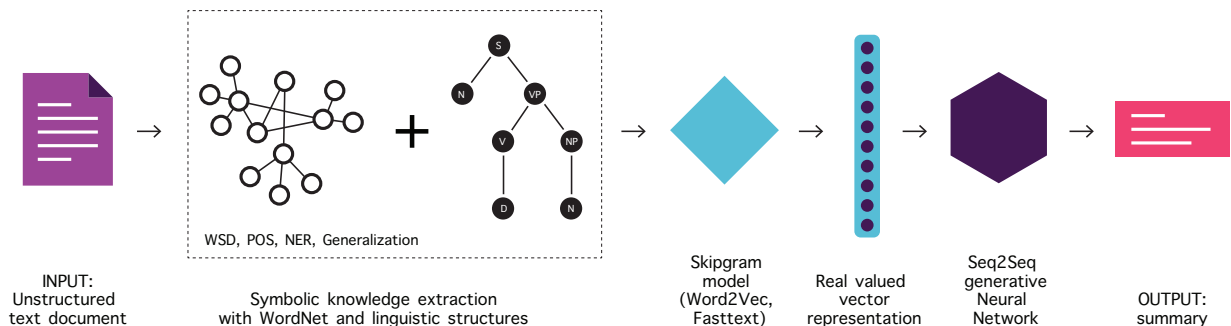 S
N
VP
V
NP
D
N
WSD, POS, NER, Generalization
INPUT:
Unstructured
text document
Symbolic knowledge extraction
with WordNet and linguistic structures
Skipgram
model
(Word2Vec,
Fasttext)
Real valued
vector
representation
Seq2Seq
generative
Neural
Network
OUTPUT:
summary